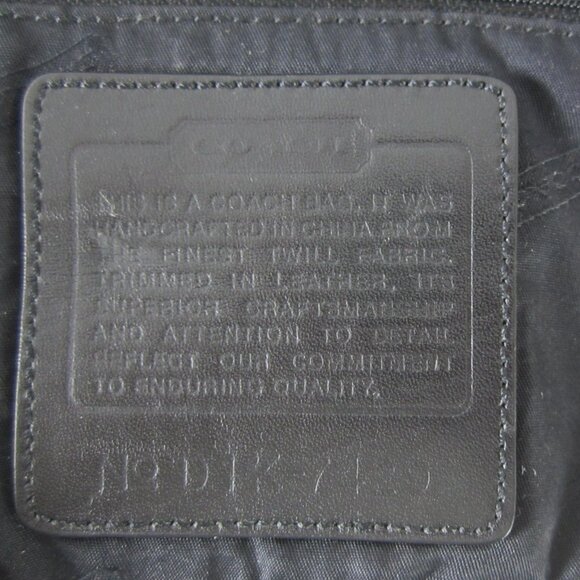 COACH
THIS IS A COACH BAG. IT WAS
HANDCRAFTED IN CHINA FROM
THE FINEST TWILL FABRIC,
TRIMMED IN LEATHER. ITS
SUPERIOR CRAFTSMANSHIP
AND ATTENTION TO DETAIL
REFLECT OUR COMMITMENT
TO ENDURING QUALITY.
No